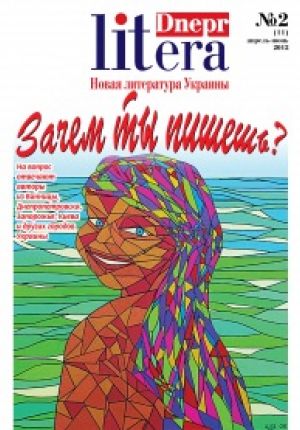 Dnepr
litera
№2
(11)
апрель-июнь
2012
Новая литература Украины
Зачем ты пишешь?
На вопрос
отвечают
авторы
из Винницы,
Днепропетровска,
Запорожья, Киева
и других городов
Украины